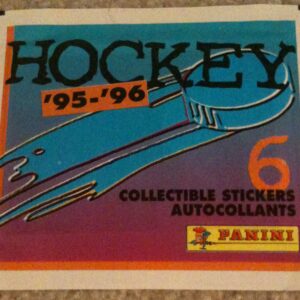 HOCKEY
'95-'96
6
COLLECTIBLE STICKERS
AUTOCOLLANTS
PANINI